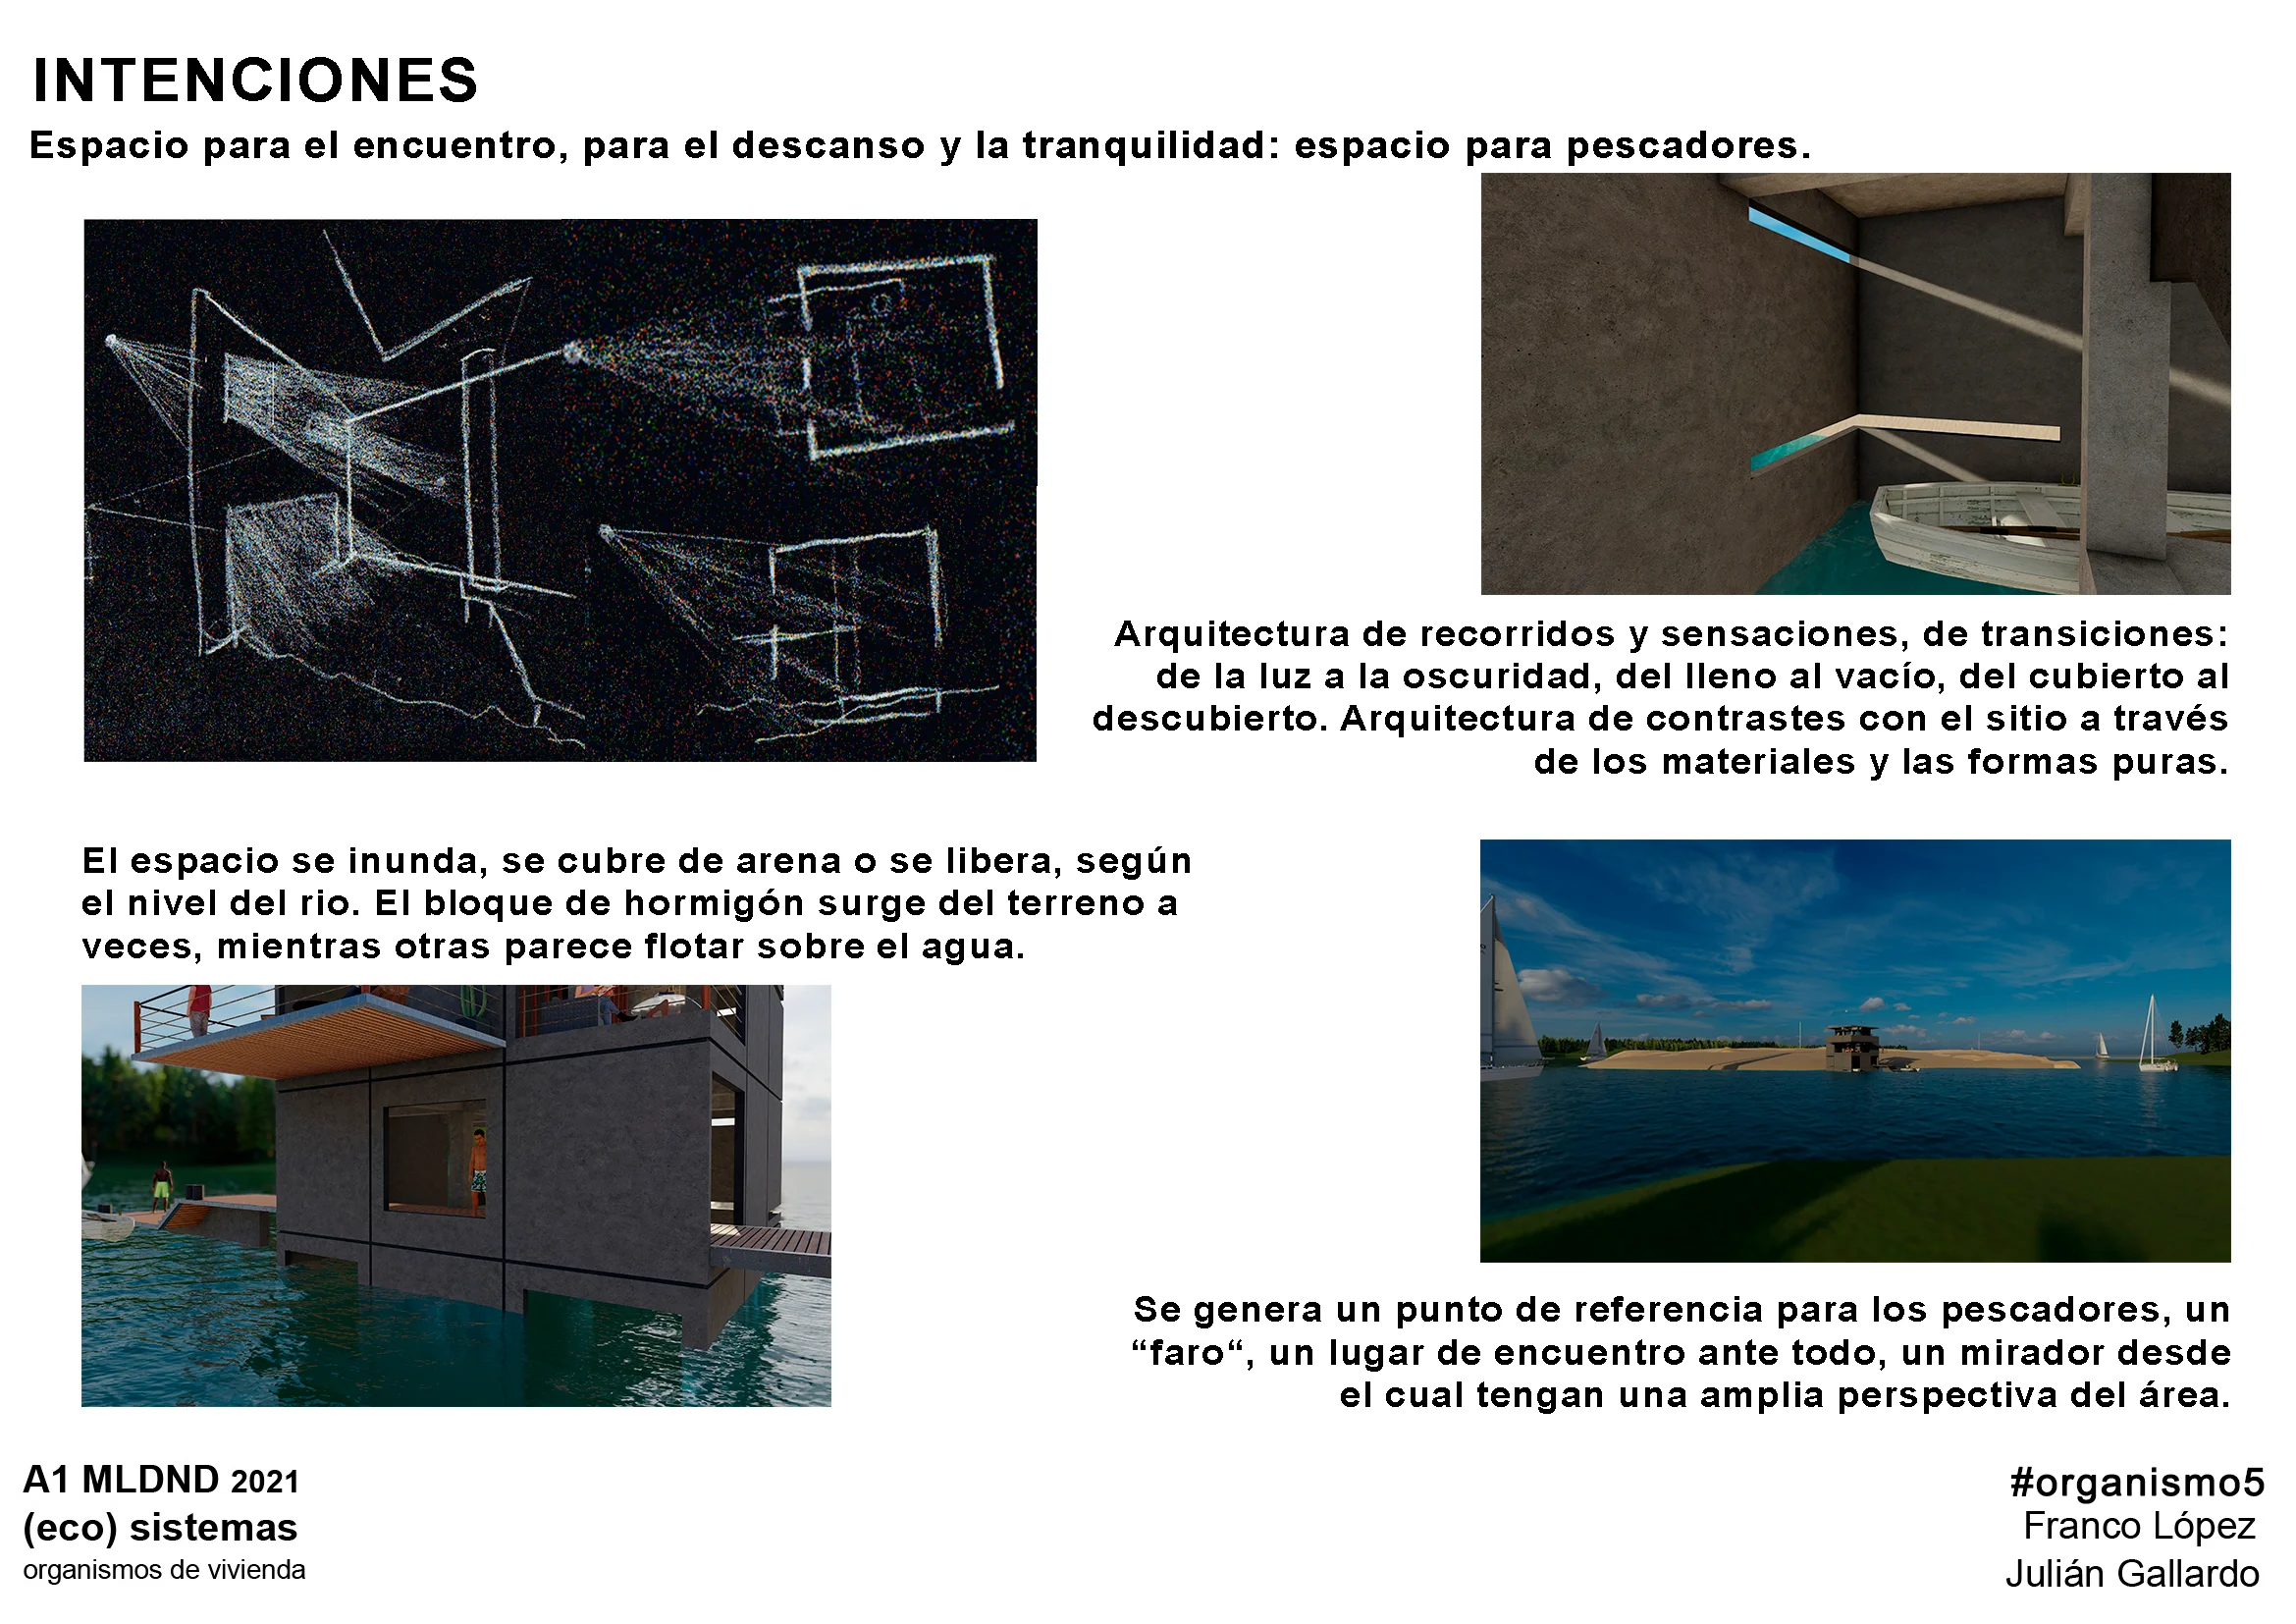 INTENCIONES
Espacio para el encuentro, para el descanso y la tranquilidad: espacio para pescadores.
Arquitectura de recorridos y sensaciones, de transiciones:
de la luz a la oscuridad, del lleno al vacío, del cubierto al
descubierto. Arquitectura de contrastes con el sitio a través
de los materiales y las formas puras.
El espacio se inunda, se cubre de arena o se libera, según
el nivel del rio. El bloque de hormigón surge del terreno a
veces, mientras otras parece flotar sobre el agua.
Se genera un punto de referencia para los pescadores, un
“faro“, un lugar de encuentro ante todo, un mirador desde
el cual tengan una amplia perspectiva del área.
A1 MLDND 2021
(eco) sistemas
organismos de vivienda
#organismo5
Franco López
Julián Gallardo